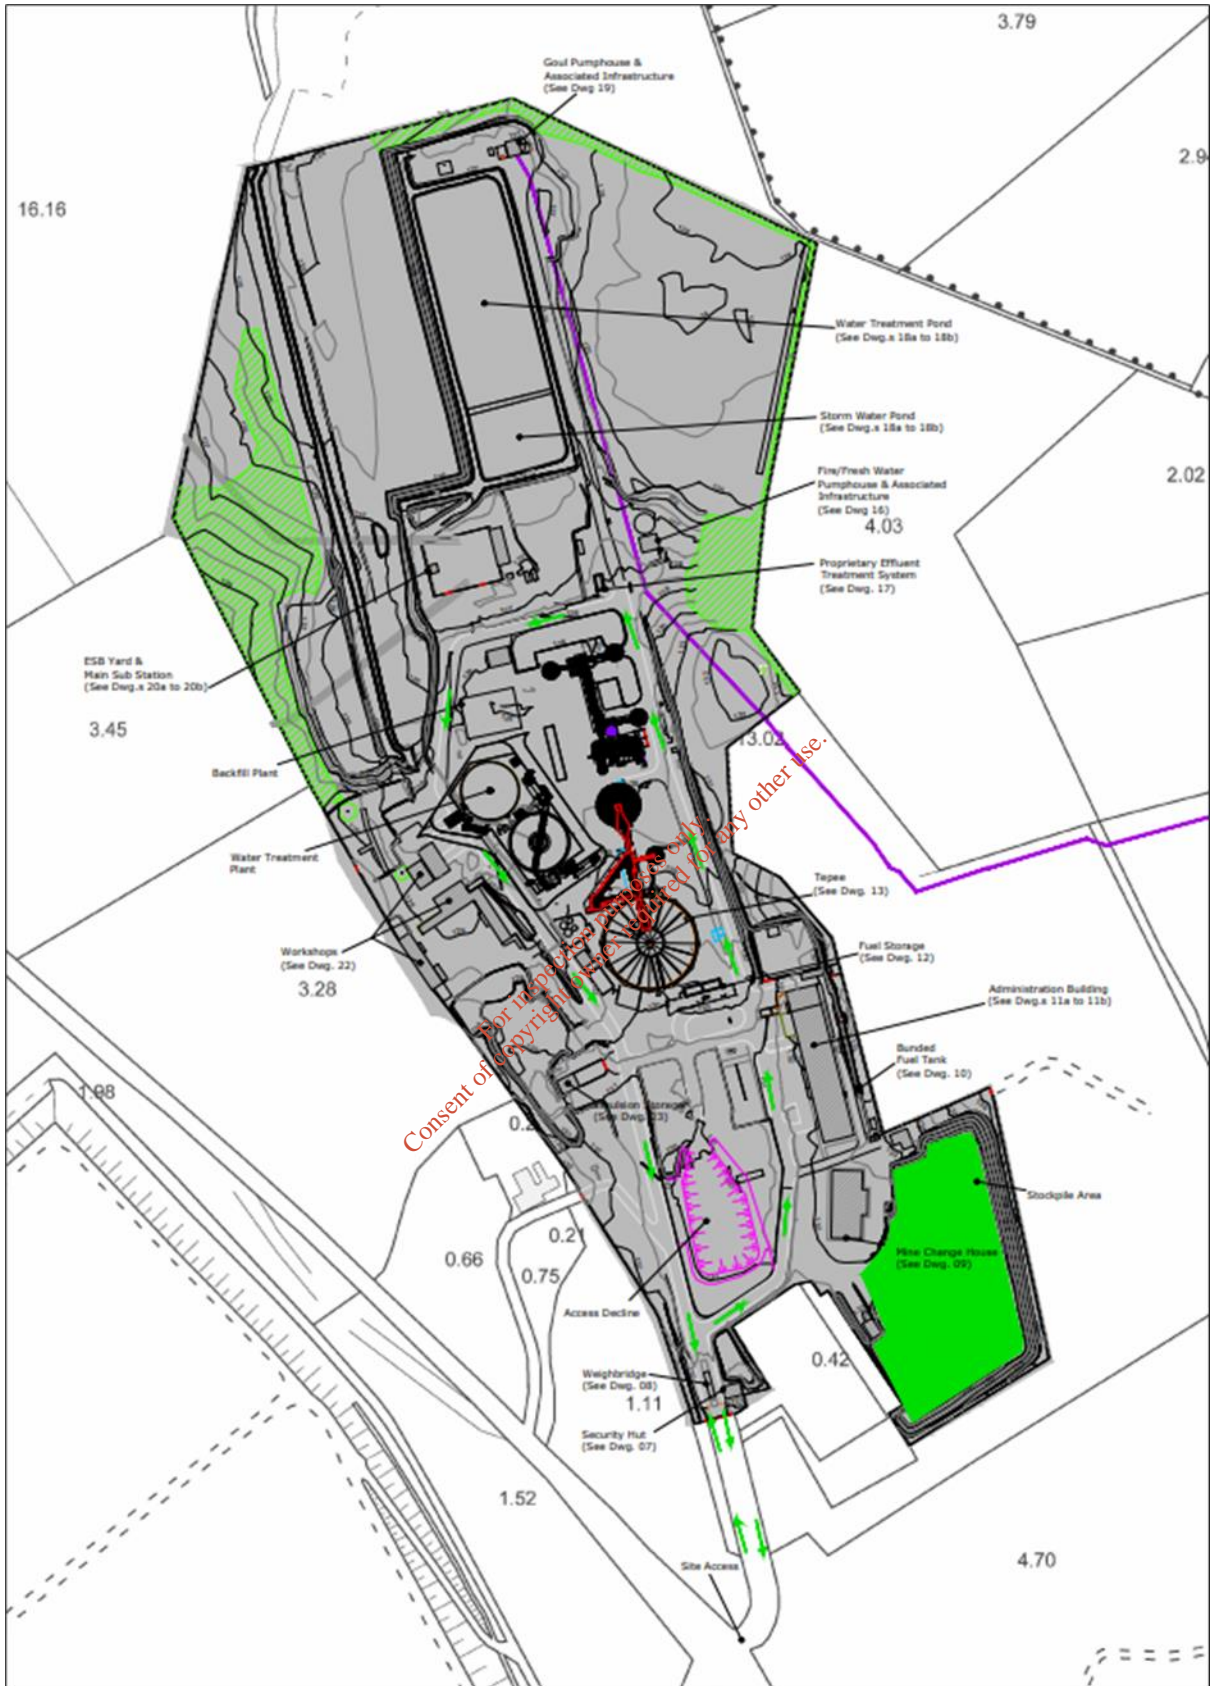 3.79
Goul Pumphouse &
Associated Infrastructure
(See Dwg 19)
2.9
16.16
Water Treatment Pond
(See Dwg.s 18a to 18b)
Storm Water Pond
(See Dwg.s 18a to 18b)
Fire/Fresh Water
Pumphouse & Associated
Infrastructure
(See Dwg 16)
2.02
4.03
Proprietary Effluent
Treatment System
(See Dwg. 17)
ESB Yard &
Main Sub Station
(See Dwg.s 20a to 20b)
3.45
13.02
Backfill Plant
Water Treatment
Plant
Tepee
(See Dwg. 13)
Workshops
(See Dwg. 22)
3.28
Fuel Storage
(See Dwg. 12)
Administration Building
(See Dwg.s 11a to 11b)
Bunded
Fuel Tank
(See Dwg. 10)
For inspection purposes only.
Consent of copyright owner required for any other use.
1.98
Storage
(See Dwg. 23)
Stockpile Area
0.21
0.66
0.75
Mine Change House
(See Dwg. 09)
Access Decline
0.42
Weighbridge
(See Dwg. 08)
1.11
Security Hut
(See Dwg. 07)
1.52
Site Access
4.70